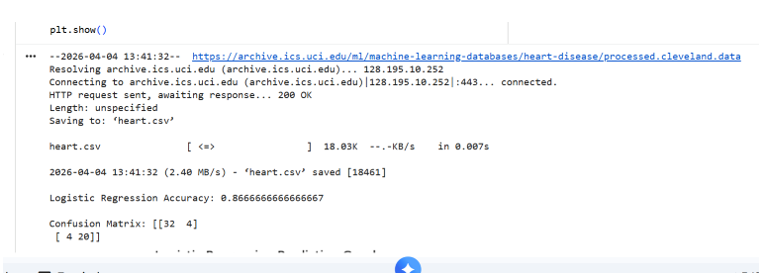 plt.show()
--2026-04-04 13:41:32--  https://archive.ics.uci.edu/ml/machine-learning-databases/heart-disease/processed.cleveland.data
Resolving archive.ics.uci.edu (archive.ics.uci.edu)... 128.195.10.252
Connecting to archive.ics.uci.edu (archive.ics.uci.edu)|128.195.10.252|:443... connected.
HTTP request sent, awaiting response... 200 OK
Length: unspecified
Saving to: ‘heart.csv’
heart.csv               [ <=>                ]  18.03K  --.-KB/s    in 0.007s
2026-04-04 13:41:32 (2.40 MB/s) - ‘heart.csv’ saved [18461]
Logistic Regression Accuracy: 0.8666666666666667
Confusion Matrix: [[32  4]
 [ 4 20]]